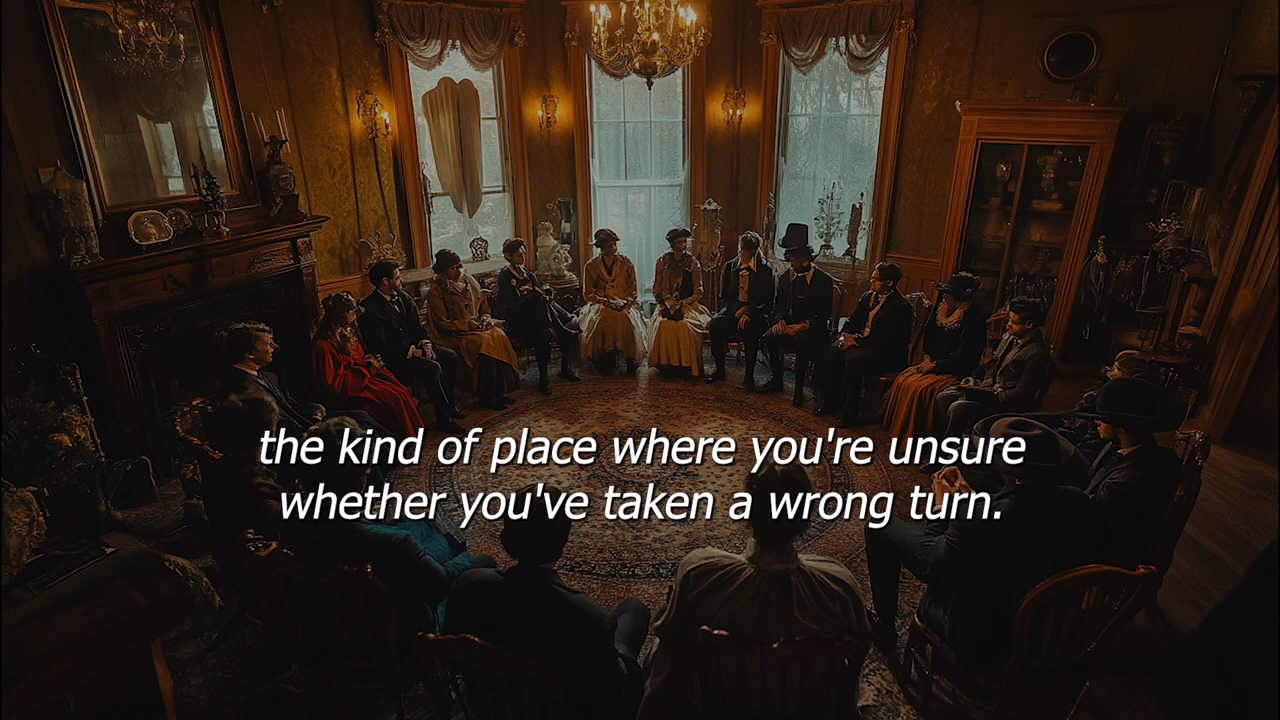 the kind of place where you're unsure
whether you've taken a wrong turn.